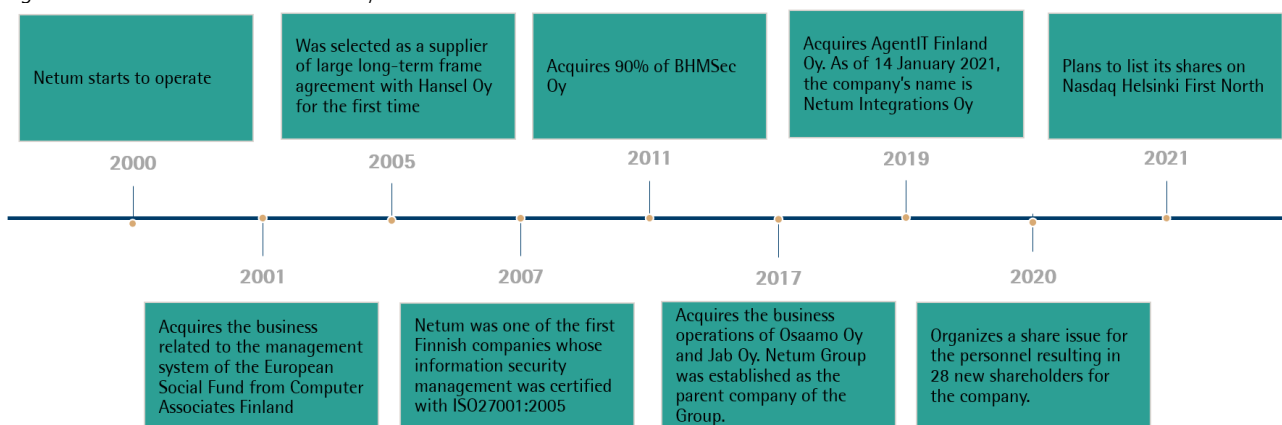 Netum starts to operate
Was selected as a supplier
of large long-term frame
agreement with Hansel Oy
for the first time
Acquires 90% of BHMSec
Oy
Acquires AgentIT Finland
Oy. As of 14 January 2021,
the company's name is
Netum Integrations Oy
Plans to list its shares on
Nasdaq Helsinki First North
2000
2005
2011
2019
2021
2001
2007
2017
2020
Acquires the business
related to the management
system of the European
Social Fund from Computer
Associates Finland
Netum was one of the first
Finnish companies whose
information security
management was certified
with ISO27001:2005
Acquires the business
operations of Osaamo Oy
and Jab Oy. Netum Group
was established as the
parent company of the
Group.
Organizes a share issue for
the personnel resulting in
28 new shareholders for
the company.